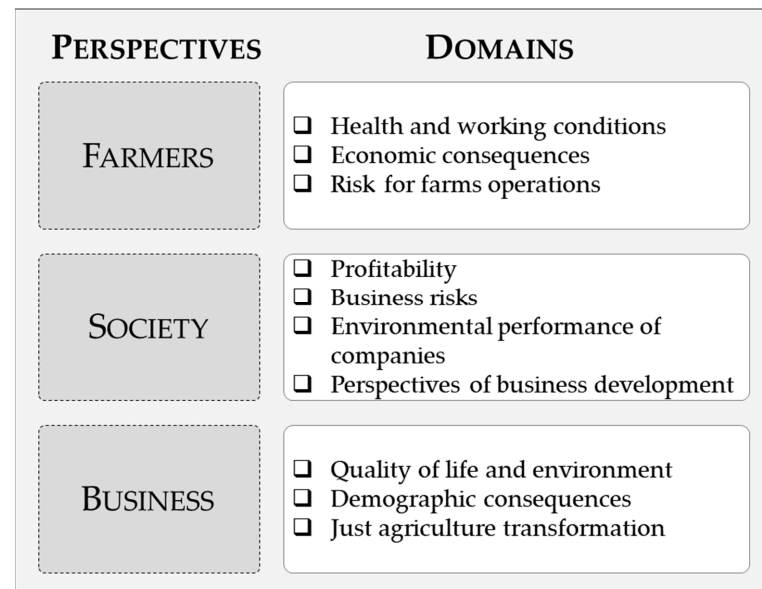 PERSPECTIVES
DOMAINS
FARMERS
❑ Health and working conditions
❑ Economic consequences
❑ Risk for farms operations
SOCIETY
❑ Profitability
❑ Business risks
❑ Environmental performance of
companies
❑ Perspectives of business development
BUSINESS
❑ Quality of life and environment
❑ Demographic consequences
❑ Just agriculture transformation